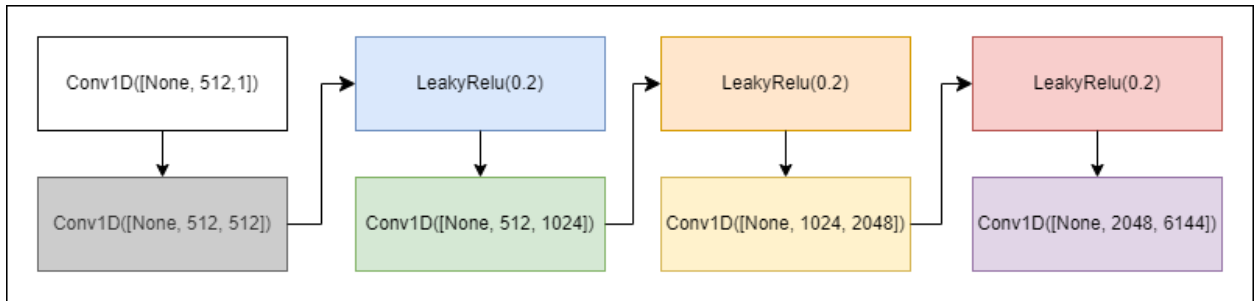 Conv1D([None, 512,1])
Conv1D([None, 512, 512])
LeakyRelu(0.2)
Conv1D([None, 512, 1024])
LeakyRelu(0.2)
Conv1D([None, 1024, 2048])
LeakyRelu(0.2)
Conv1D([None, 2048, 6144])